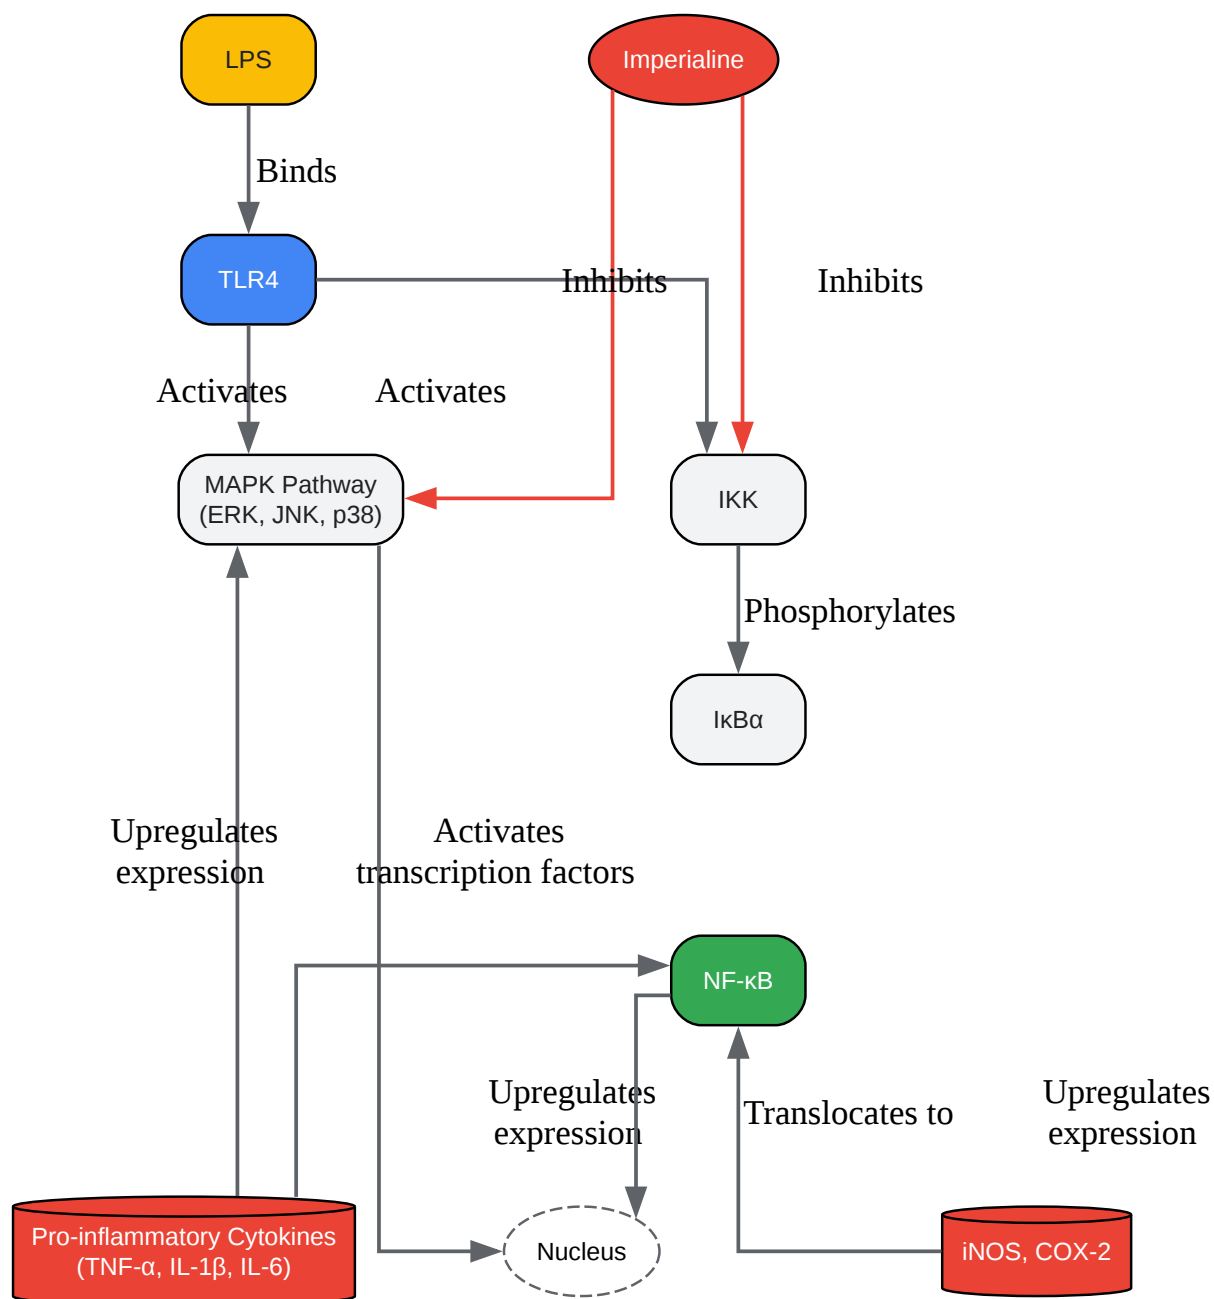 LPS
Imperialine
Binds
TLR4
Inhibits
Inhibits
Activates
Activates
MAPK Pathway
(ERK, JNK, p38)
IKK
Phosphorylates
IκBα
Upregulates
expression
Activates
transcription factors
NF-κB
Upregulates
expression
Translocates to
Upregulates
expression
Pro-inflammatory Cytokines
(TNF-α, IL-1β, IL-6)
Nucleus
iNOS, COX-2